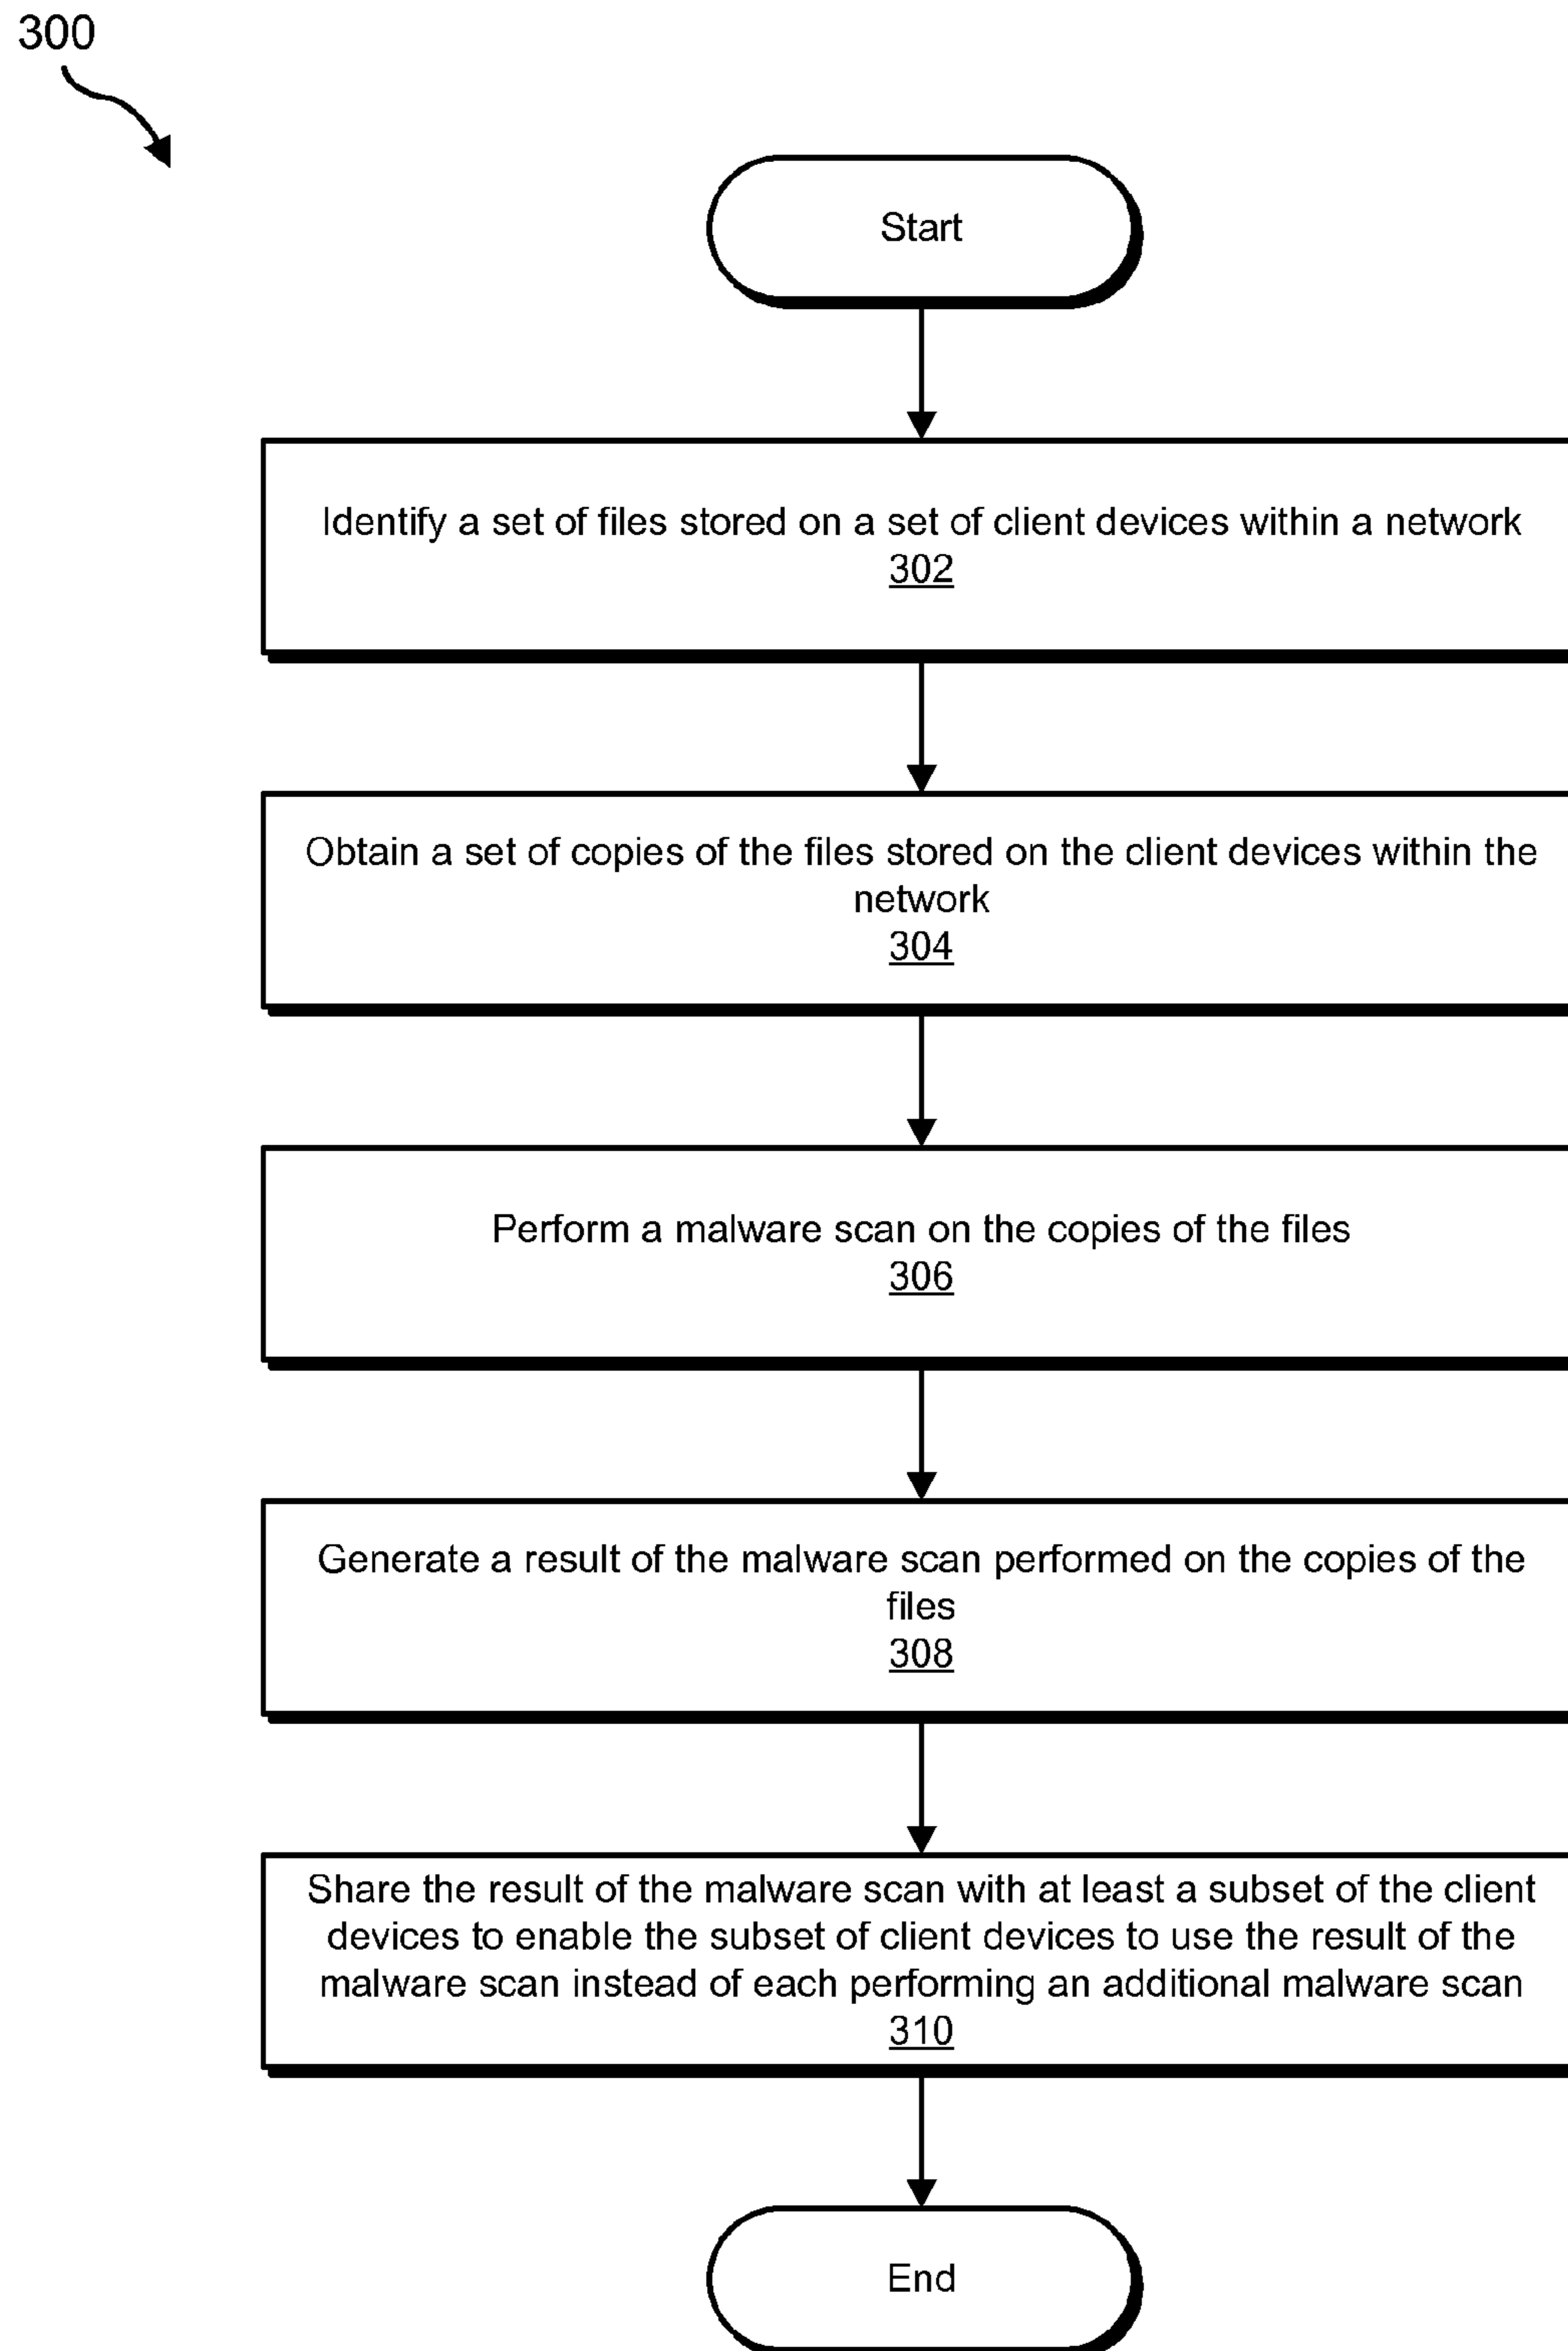 300
Start
Identify a set of files stored on a set of client devices within a network
302
Obtain a set of copies of the files stored on the client devices within the
network
304
Perform a malware scan on the copies of the files
306
Generate a result of the malware scan performed on the copies of the
files
308
Share the result of the malware scan with at least a subset of the client
devices to enable the subset of client devices to use the result of the
malware scan instead of each performing an additional malware scan
310
End